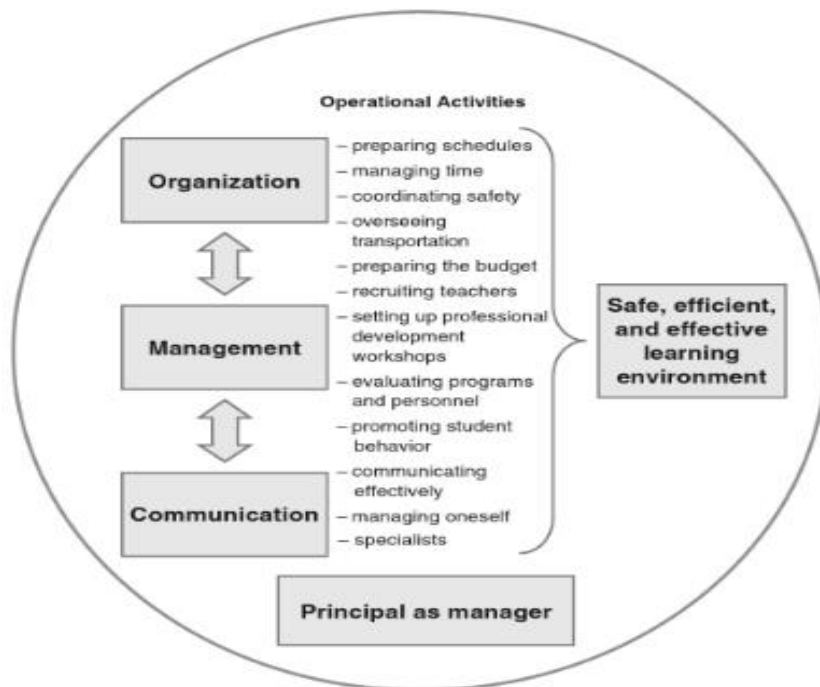 Operational Activities
Organization
– preparing schedules
– managing time
– coordinating safety
– overseeing
transportation
– preparing the budget
– recruiting teachers
Management
– setting up professional
development
workshops
– evaluating programs
and personnel
– promoting student
behavior
Communication
– communicating
effectively
– managing oneself
– specialists
Safe, efficient,
and effective
learning
environment
Principal as manager